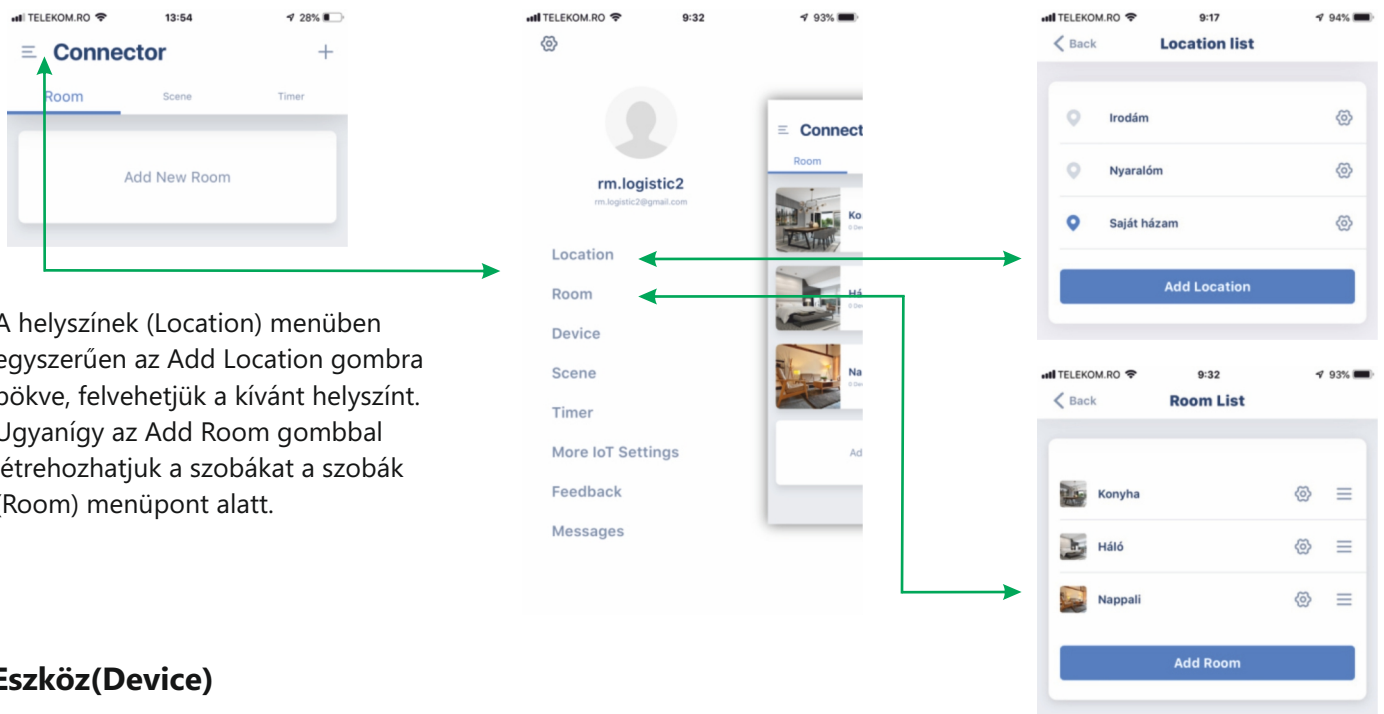 TELEKOM.RO 13:54 28%
Connector
Room Scene Timer
Add New Room
A helyszínek (Location) menüben
egyszerűen az Add Location gombra
bökve, felvehetjük a kívánt helyszínt.
Ugyanígy az Add Room gombbal
létrehozhatjuk a szobákat a szobák
(Room) menüpont alatt.
Eszköz(Device)
TELEKOM.RO 9:32 93%
rm.logistic2
rm.logistic2@gmail.com
Location
Room
Device
Scene
Timer
More IoT Settings
Feedback
Messages
Connect
Room
Ko
Há
Na
Ad
TELEKOM.RO 9:17 94%
Back Location list
Irodám
Nyaralóm
Saját házam
Add Location
TELEKOM.RO 9:32 93%
Back Room List
Konyha
Háló
Nappali
Add Room